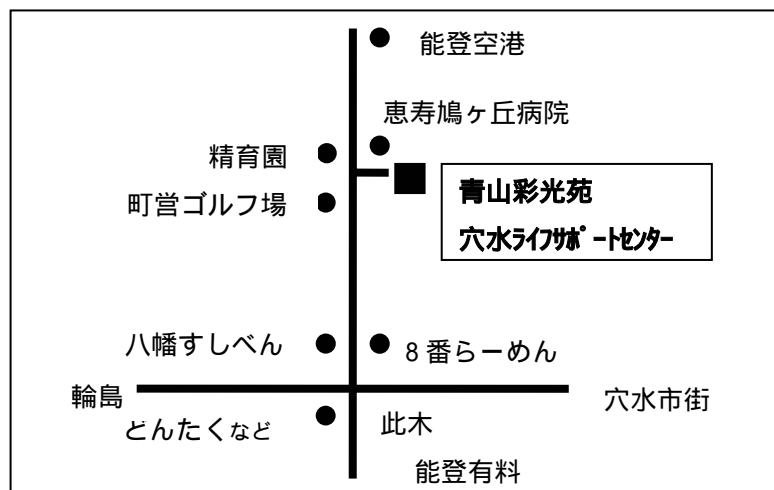 能登空港
恵寿鳩ヶ丘病院
精育園
町営ゴルフ場
青山彩光苑
穴水ﾗｲﾌｻﾎﾟｰﾄｾﾝﾀｰ
八幡すしべん
8番らーめん
輪島
穴水市街
どんたくなど
此木
能登有料